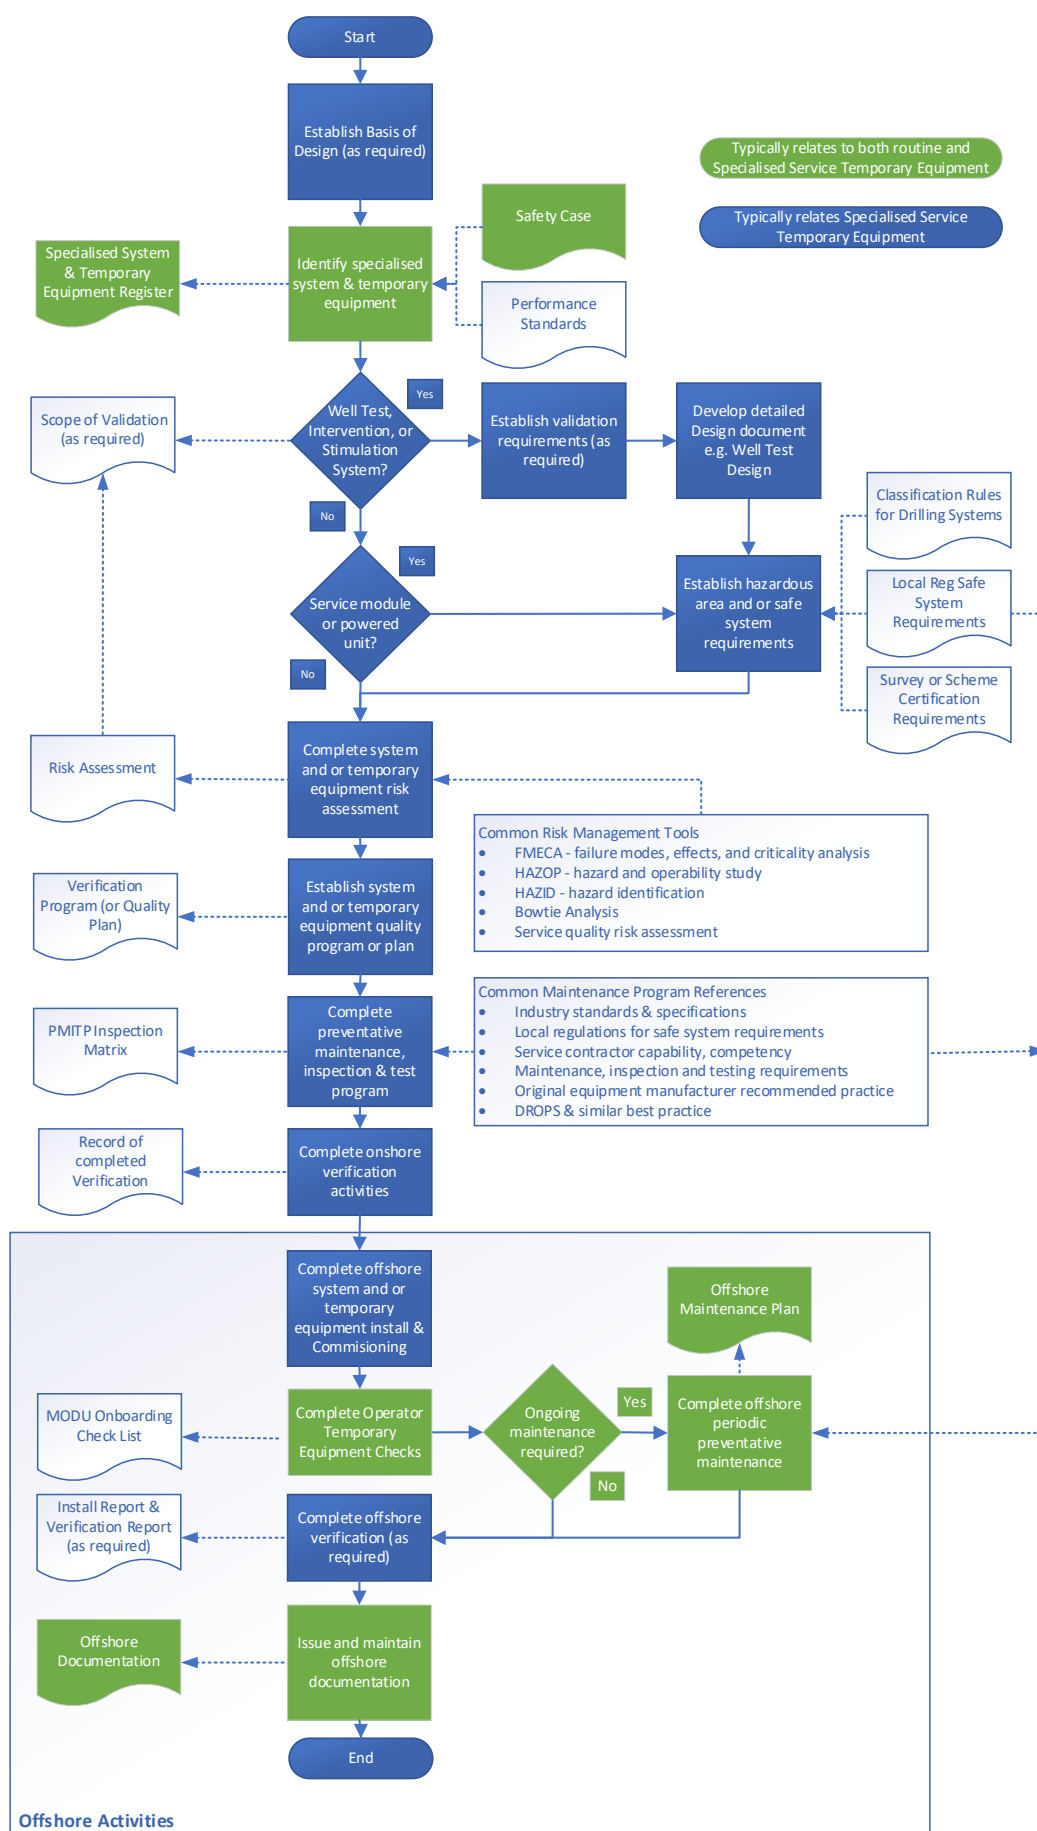 Start
Establish Basis of
Design (as required)
Typically relates to both routine and
Specialised Service Temporary Equipment
Typically relates Specialised Service
Temporary Equipment
Safety Case
Specialised System
& Temporary
Equipment Register
Identify specialised
system & temporary
equipment
Performance
Standards
Yes
Well Test,
Intervention, or
Stimulation
System?
Scope of Validation
(as required)
Establish validation
requirements (as
required)
Develop detailed
Design document
e.g. Well Test
Design
No
Classification Rules
for Drilling Systems
Yes
Service module
or powered
unit?
Establish hazardous
area and or safe
system
requirements
Local Reg Safe
System
Requirements
No
Survey or Scheme
Certification
Requirements
Risk Assessment
Complete system
and or temporary
equipment risk
assessment
Common Risk Management Tools
• FMECA - failure modes, effects, and criticality analysis
• HAZOP - hazard and operability study
• HAZID - hazard identification
• Bowtie Analysis
• Service quality risk assessment
Verification
Program (or Quality
Plan)
Establish system
and or temporary
equipment quality
program or plan
Common Maintenance Program References
• Industry standards & specifications
• Local regulations for safe system requirements
• Service contractor capability, competency
• Maintenance, inspection and testing requirements
• Original equipment manufacturer recommended practice
• DROPS & similar best practice
PMITP Inspection
Matrix
Complete
preventative
maintenance,
inspection & test
program
Record of
completed
Verification
Complete onshore
verification
activities
Complete offshore
system and or
temporary
equipment install &
Commisioning
Offshore
Maintenance Plan
MODU Onboarding
Check List
Complete Operator
Temporary
Equipment Checks
Ongoing
maintenance
required?
Yes
No
Complete offshore
periodic
preventative
maintenance
Install Report &
Verification Report
(as required)
Complete offshore
verification (as
required)
Offshore
Documentation
Issue and maintain
offshore
documentation
End
Offshore Activities